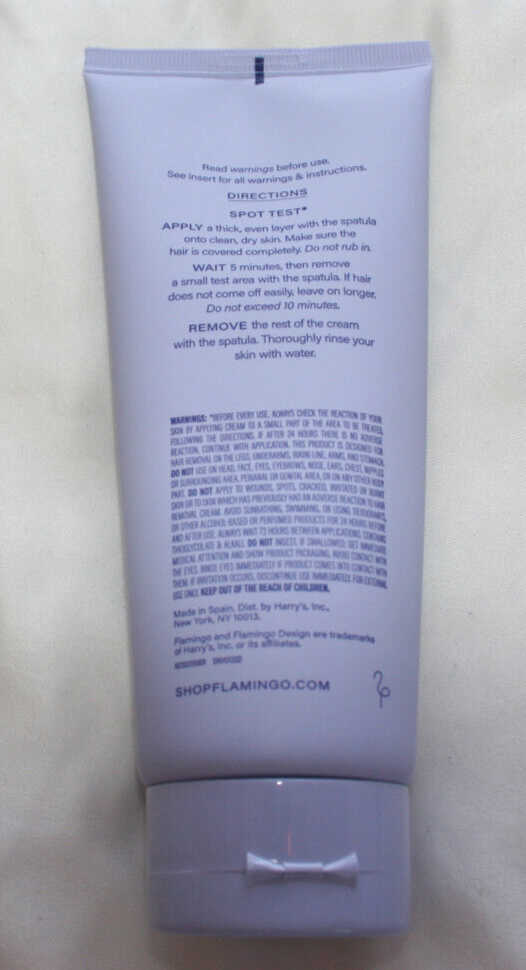 Read warnings before use.
See insert for all warnings & instructions.
DIRECTIONS
SPOT TEST*
APPLY a thick, even layer with the spatula
onto clean, dry skin. Make sure the
hair is covered completely. Do not rub in.
WAIT 5 minutes, then remove
a small test area with the spatula. If hair
does not come off easily, leave on longer.
Do not exceed 10 minutes.
REMOVE the rest of the cream
with the spatula. Thoroughly rinse your
skin with water.
WARNINGS: *BEFORE EVERY USE, ALWAYS CHECK THE REACTION OF YOUR
SKIN BY APPLYING CREAM TO A SMALL PART OF THE AREA TO BE TREATED,
FOLLOWING THE DIRECTIONS. IF AFTER 24 HOURS THERE IS NO ADVERSE
REACTION, CONTINUE WITH APPLICATION. THIS PRODUCT IS DESIGNED FOR
HAIR REMOVAL ON THE LEGS, UNDERARMS, BIKINI LINE, ARMS, AND STOMACH.
DO NOT USE ON HEAD, FACE, EYES, EYEBROWS, NOSE, EARS, CHEST, NIPPLES
OR SURROUNDING AREA, PERIANAL OR GENITAL AREA, OR ON ANY OTHER BODY
PART. DO NOT APPLY TO WOUNDS, SPOTS, CRACKED, IRRITATED OR BURNT
SKIN OR TO SKIN WHICH HAS PREVIOUSLY HAD AN ADVERSE REACTION TO HAIR
REMOVAL CREAM. AVOID SUNBATHING, SWIMMING, OR USING DEODORANTS,
OR OTHER ALCOHOL-BASED OR PERFUMED PRODUCTS FOR 24 HOURS BEFORE
AND AFTER USE. ALWAYS WAIT 72 HOURS BETWEEN APPLICATIONS. CONTAINS
THIOGLYCOLATE & ALKALI. DO NOT INGEST. IF SWALLOWED: GET IMMEDIATE
MEDICAL ATTENTION AND SHOW PRODUCT PACKAGING. AVOID CONTACT WITH
THE EYES. RINSE EYES IMMEDIATELY IF PRODUCT COMES INTO CONTACT WITH
THEM. IF IRRITATION OCCURS, DISCONTINUE USE IMMEDIATELY. FOR EXTERNAL
USE ONLY. KEEP OUT OF THE REACH OF CHILDREN.
Made in Spain. Dist. by Harry's, Inc.,
New York, NY 10013.
Flamingo and Flamingo Design are trademarks
of Harry's, Inc. or its affiliates.
SHOPFLAMINGO.COM